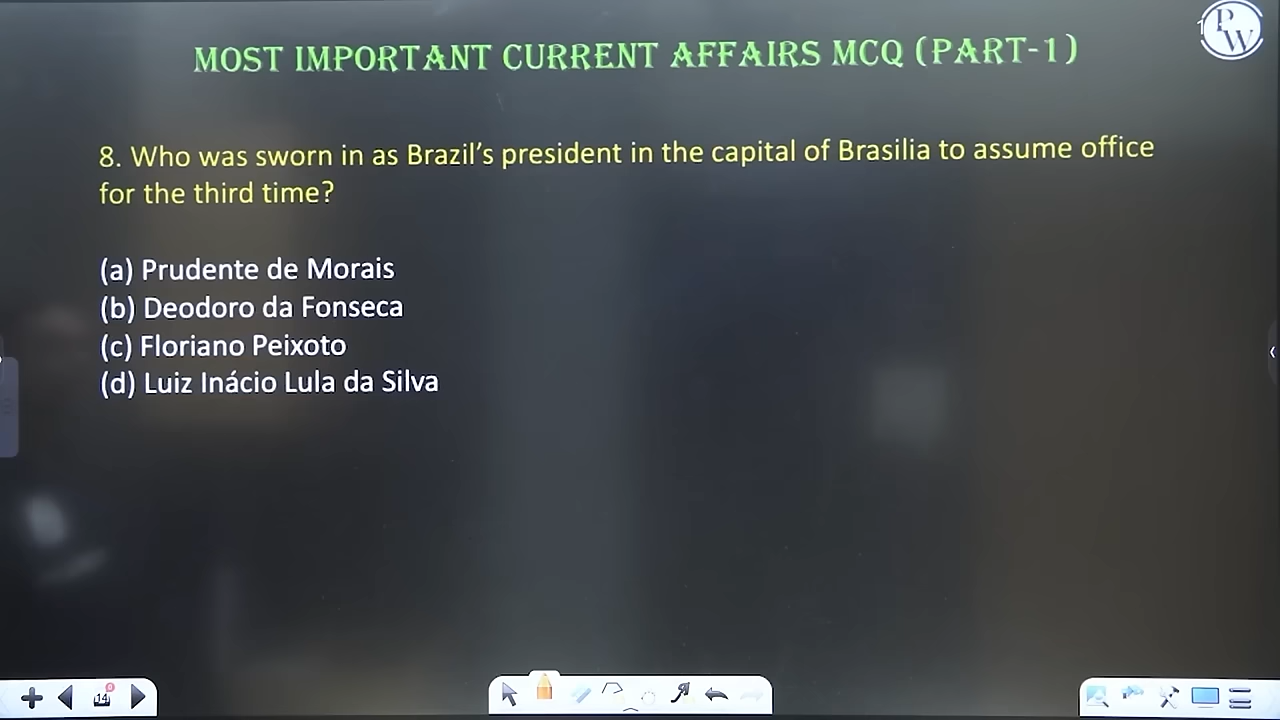 MOST IMPORTANT CURRENT AFFAIRS MCQ (PART-1)
PW
8. Who was sworn in as Brazil's president in the capital of Brasilia to assume office
for the third time?
(a) Prudente de Morais
(b) Deodoro da Fonseca
(c) Floriano Peixoto
(d) Luiz Inácio Lula da Silva
14